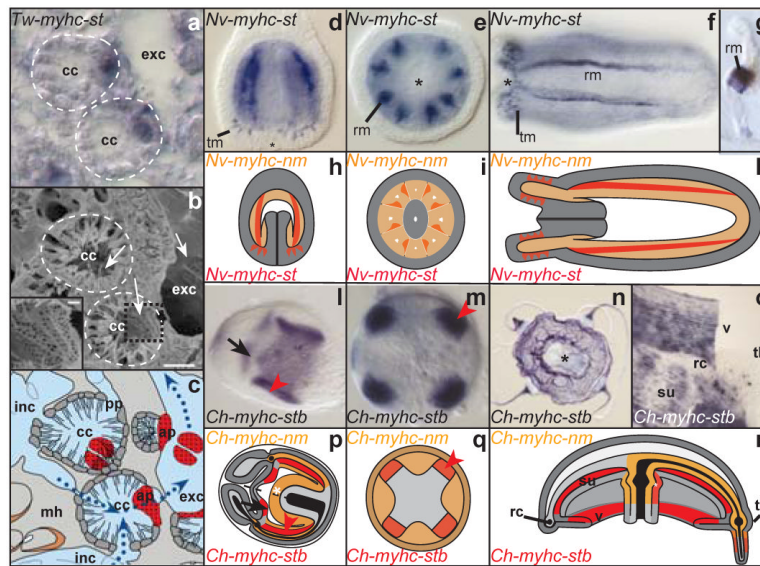 Tw-myhc-st
a
cc
exc
cc
Nv-myhc-st
d
tm
*
Nv-myhc-st
e
*
rm
Nv-myhc-st
f
*
rm
tm
g
rm
b
cc
exc
cc
Nv-myhc-nm
h
Nv-myhc-st
Nv-myhc-nm
i
Nv-myhc-st
Nv-myhc-nm
Nv-myhc-st
c
inc
pp
cc
ap
ap
cc
exc
mh
inc
l
Ch-myhc-stb
m
Ch-myhc-stb
n
*
Ch-myhc-stb
v
rc
su
Ch-myhc-stb
Ch-myhc-nm
p
Ch-myhc-stb
Ch-myhc-nm
q
Ch-myhc-stb
Ch-myhc-nm
su
rc
v
Ch-myhc-stb